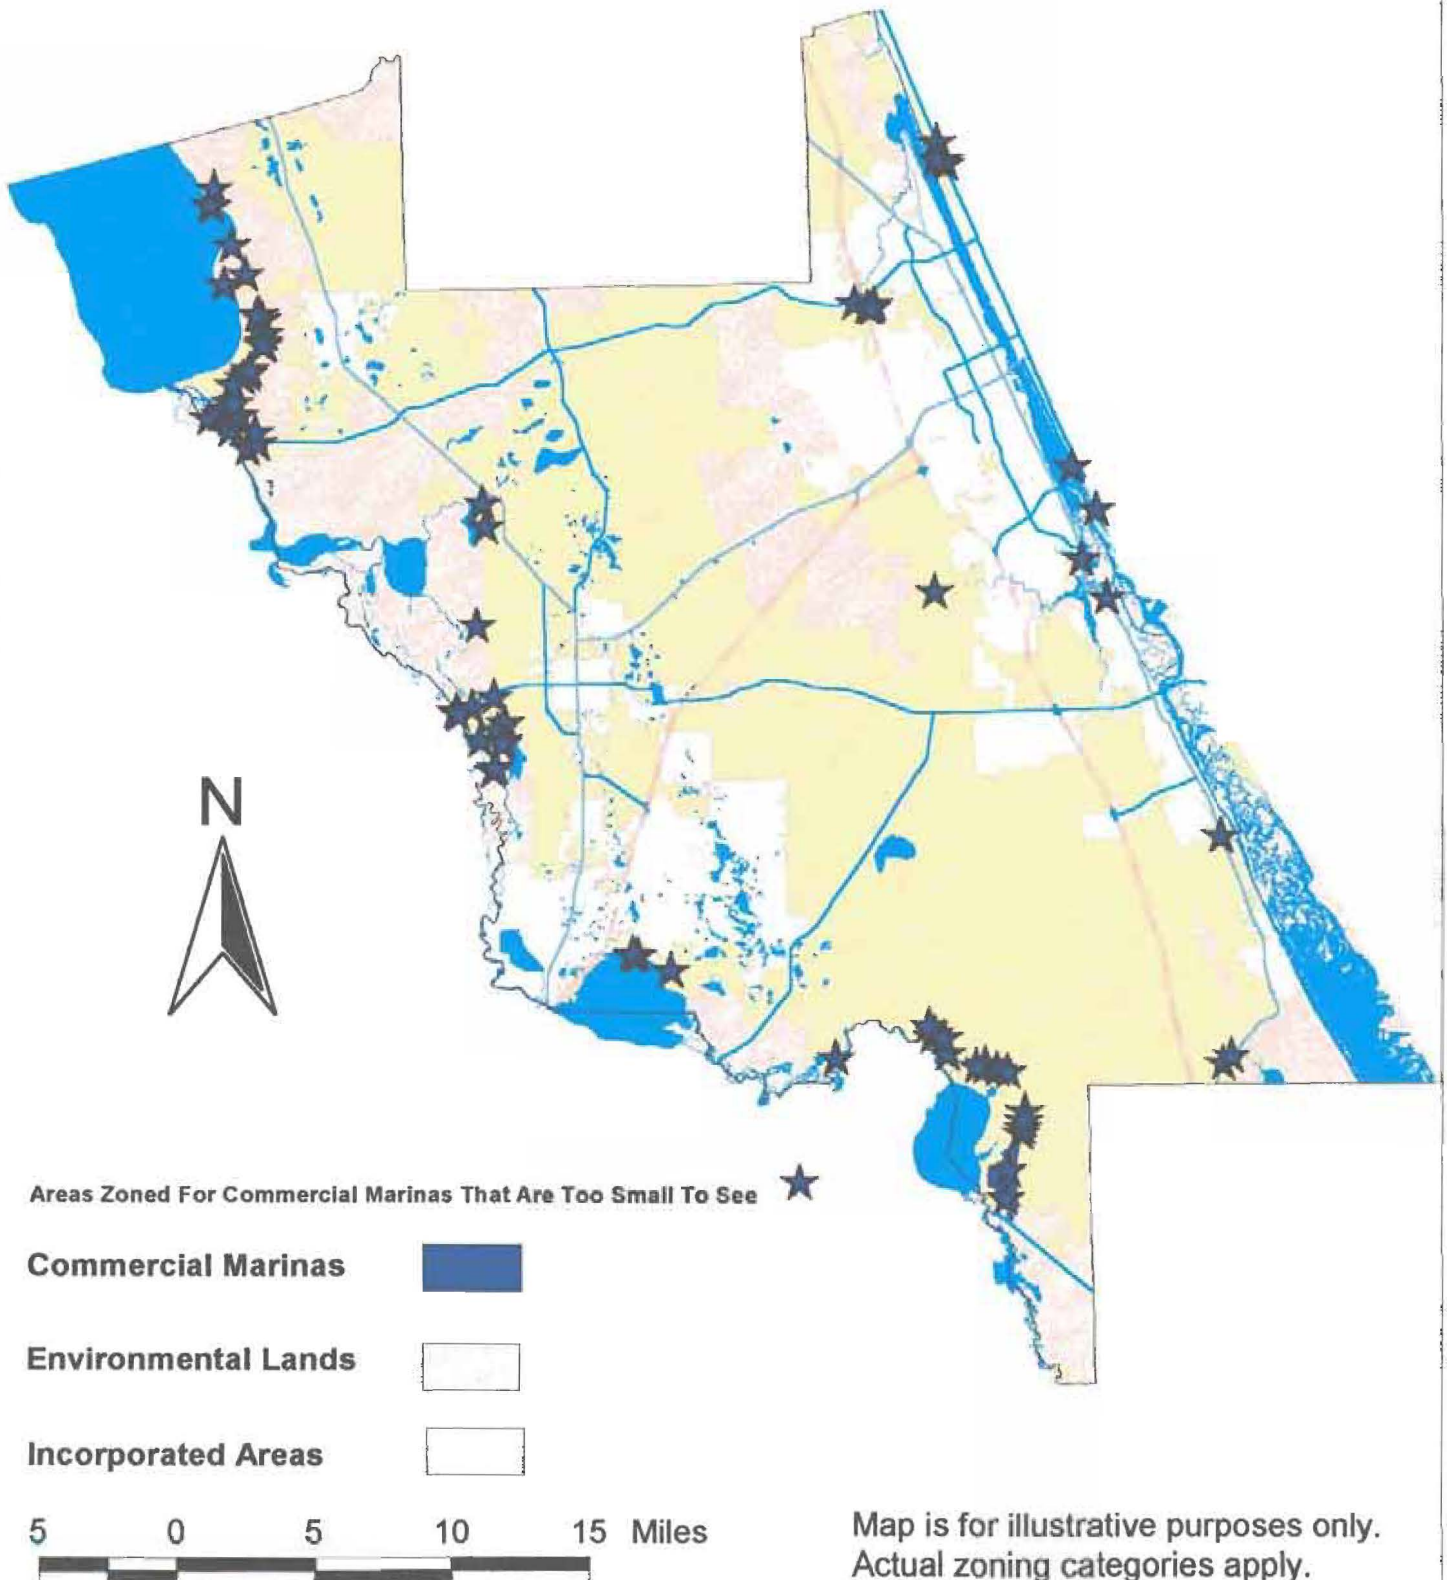 N
Areas Zoned For Commercial Marinas That Are Too Small To See
Commercial Marinas
Environmental Lands
Incorporated Areas
5 0 5 10 15 Miles
Map is for illustrative purposes only.
Actual zoning categories apply.